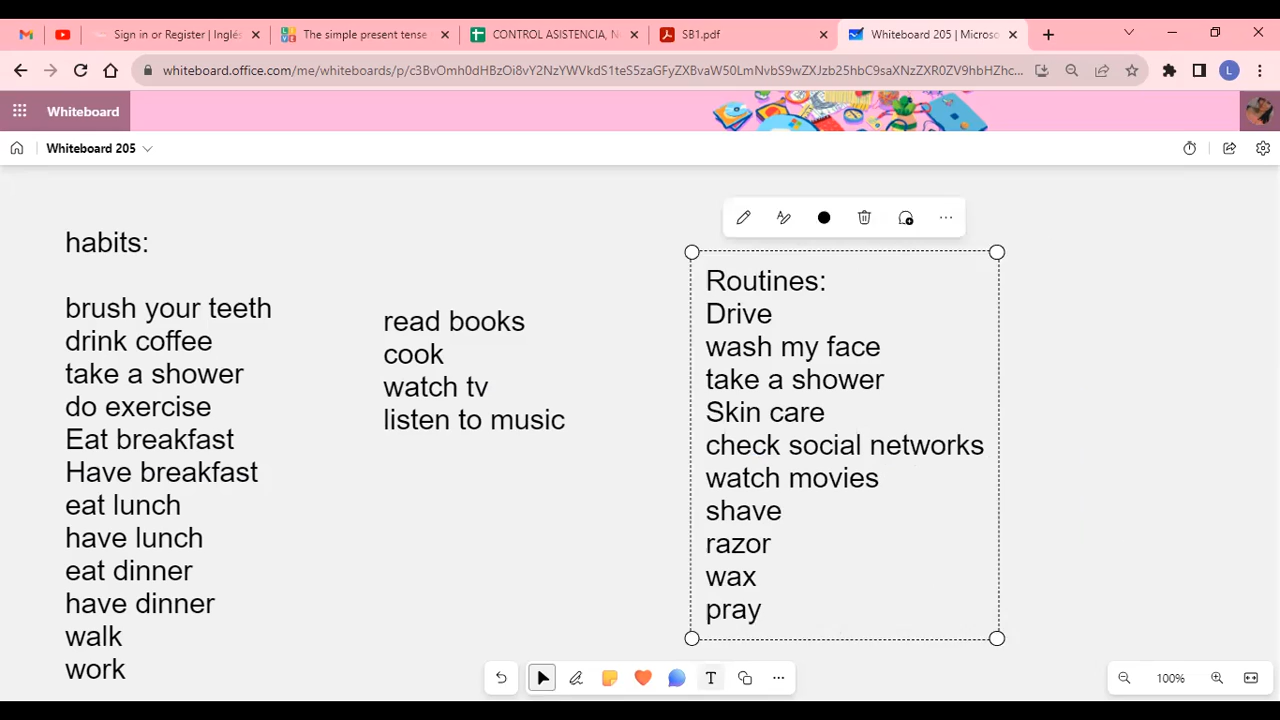 Sign in or Register | Inglés
The simple present tense
CONTROL ASISTENCIA, N
SB1.pdf
Whiteboard 205 | Microso
whiteboard.office.com
L
Whiteboard
Whiteboard 205
habits:
brush your teeth
drink coffee
take a shower
do exercise
Eat breakfast
Have breakfast
eat lunch
have lunch
eat dinner
have dinner
walk
work
read books
cook
watch tv
listen to music
Routines:
Drive
wash my face
take a shower
Skin care
check social networks
watch movies
shave
razor
wax
pray
T
100%